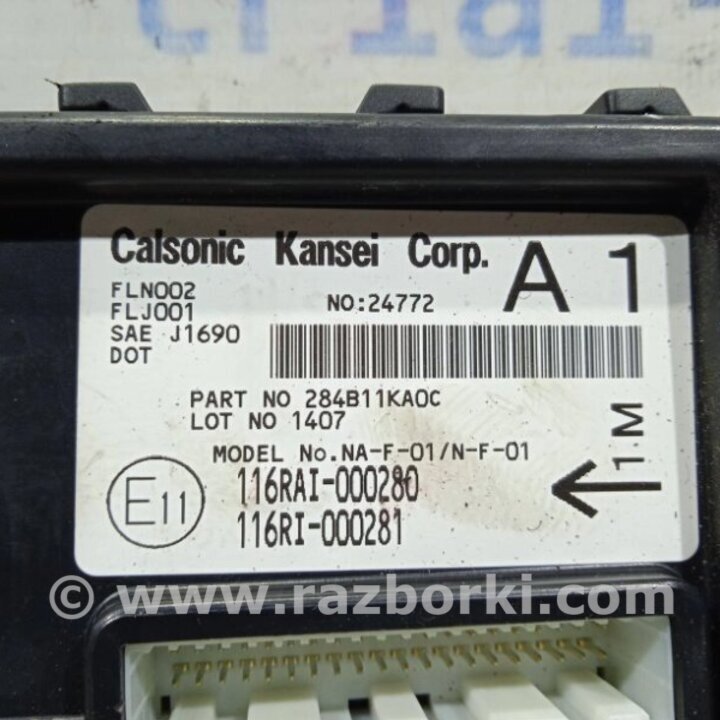 Calsonic Kansei Corp. A 1
FLN002
FLJ001
NO:24772
SAE J1690
DOT
PART NO 284B11KA0C
LOT NO 1407
MODEL No.NA-F-01/N-F-01
1M
E11
116RAI-000280
116RI-000281
© www.razborki.com